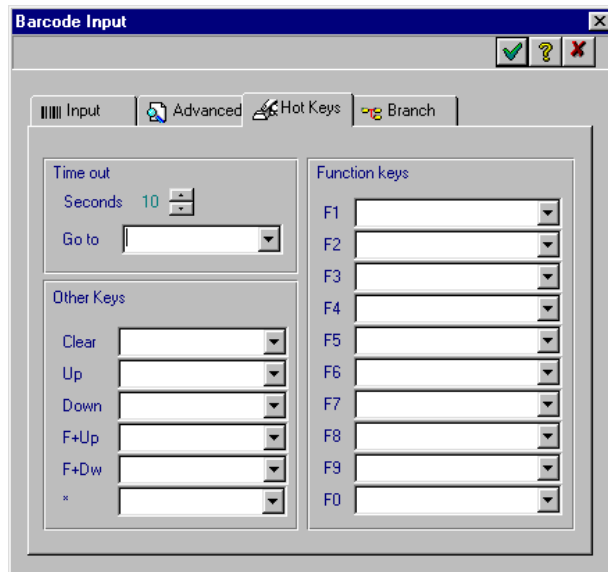 Barcode Input
Input
Advanced
Hot Keys
Branch
Time out
Seconds 10
Go to
Other Keys
Clear
Up
Down
F+Up
F+Dw
*
Function keys
F1
F2
F3
F4
F5
F6
F7
F8
F9
F0